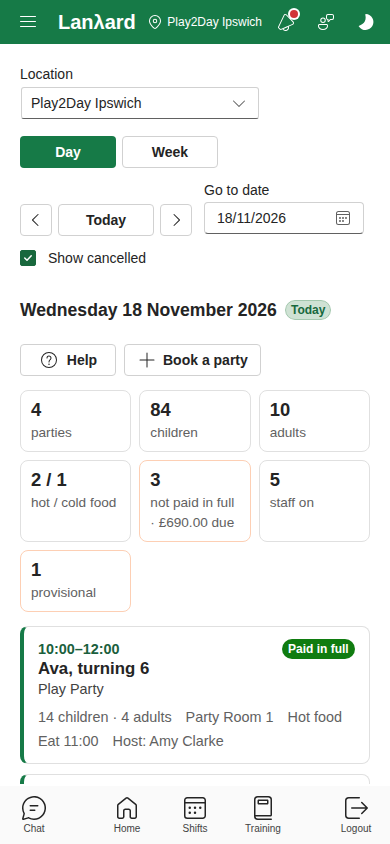 Lanλard
Play2Day Ipswich
Location
Play2Day Ipswich
Day
Week
Go to date
Today
18/11/2026
Show cancelled
Wednesday 18 November 2026
Today
Help
Book a party
4
parties
84
children
10
adults
2 / 1
hot / cold food
3
not paid in full
· £690.00 due
5
staff on
1
provisional
10:00–12:00
Paid in full
Ava, turning 6
Play Party
14 children · 4 adults Party Room 1 Hot food
Eat 11:00 Host: Amy Clarke
Chat
Home
Shifts
Training
Logout